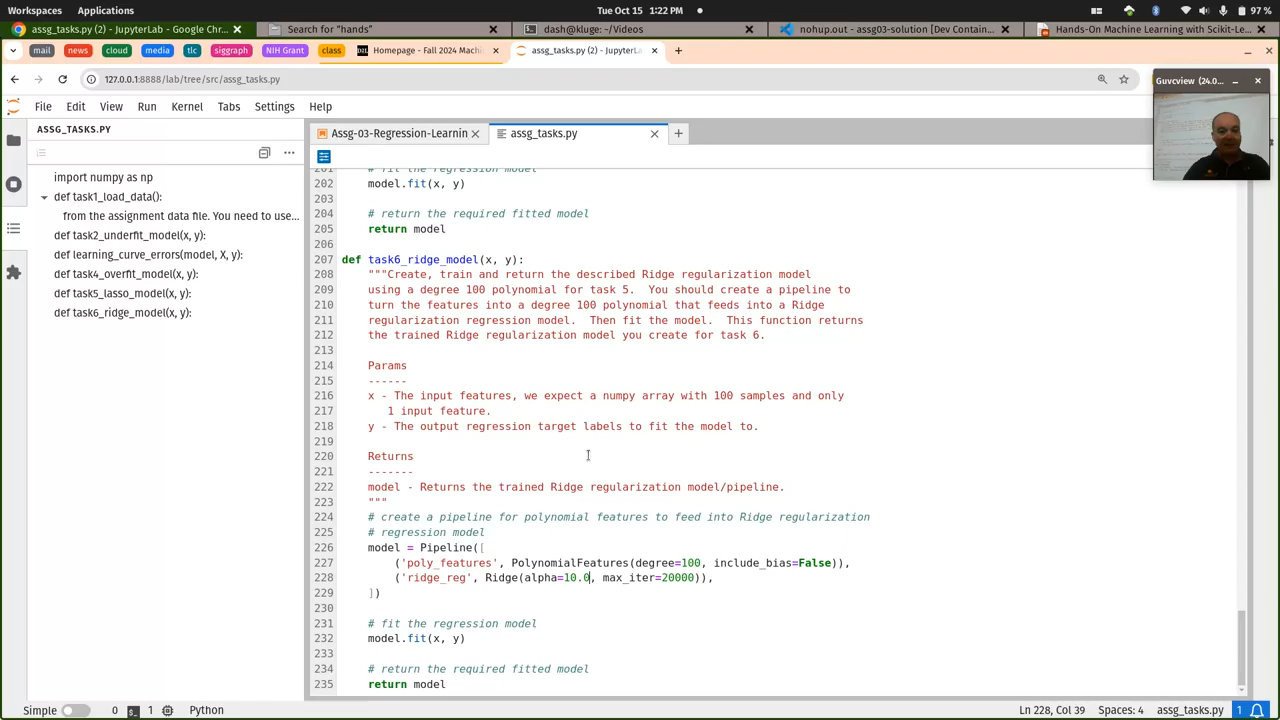 Workspaces Applications Tue Oct 15 1:22 PM 97 %
assg_tasks.py (2) - JupyterLab - Google Chr... Search for "hands" dash@kluge: ~/Videos nohup.out - assg03-solution [Dev Contain... Hands-On Machine Learning with Scikit-Le...
mail news cloud media tlc siggraph NIH Grant class Homepage - Fall 2024 Machi assg_tasks.py (2) - JupyterL
127.0.0.1:8888/lab/tree/src/assg_tasks.py
Guvcview (24.0...
File Edit View Run Kernel Tabs Settings Help
ASSG_TASKS.PY
Assg-03-Regression-Learnin assg_tasks.py
import numpy as np
def task1_load_data():
from the assignment data file. You need to use...
def task2_underfit_model(x, y):
def learning_curve_errors(model, X, y):
def task4_overfit_model(x, y):
def task5_lasso_model(x, y):
def task6_ridge_model(x, y):
201 # fit the regression model
202 model.fit(x, y)
203
204 # return the required fitted model
205 return model
206
207 def task6_ridge_model(x, y):
208 """Create, train and return the described Ridge regularization model
209 using a degree 100 polynomial for task 5. You should create a pipeline to
210 turn the features into a degree 100 polynomial that feeds into a Ridge
211 regularization regression model. Then fit the model. This function returns
212 the trained Ridge regularization model you create for task 6.
213
214 Params
215 ------
216 x - The input features, we expect a numpy array with 100 samples and only
217 1 input feature.
218 y - The output regression target labels to fit the model to.
219
220 Returns
221 -------
222 model - Returns the trained Ridge regularization model/pipeline.
223 """
224 # create a pipeline for polynomial features to feed into Ridge regularization
225 # regression model
226 model = Pipeline([
227 ('poly_features', PolynomialFeatures(degree=100, include_bias=False)),
228 ('ridge_reg', Ridge(alpha=10.0, max_iter=20000)),
229 ])
230
231 # fit the regression model
232 model.fit(x, y)
233
234 # return the required fitted model
235 return model
Simple 0 1 Python Ln 228, Col 39 Spaces: 4 assg_tasks.py 1